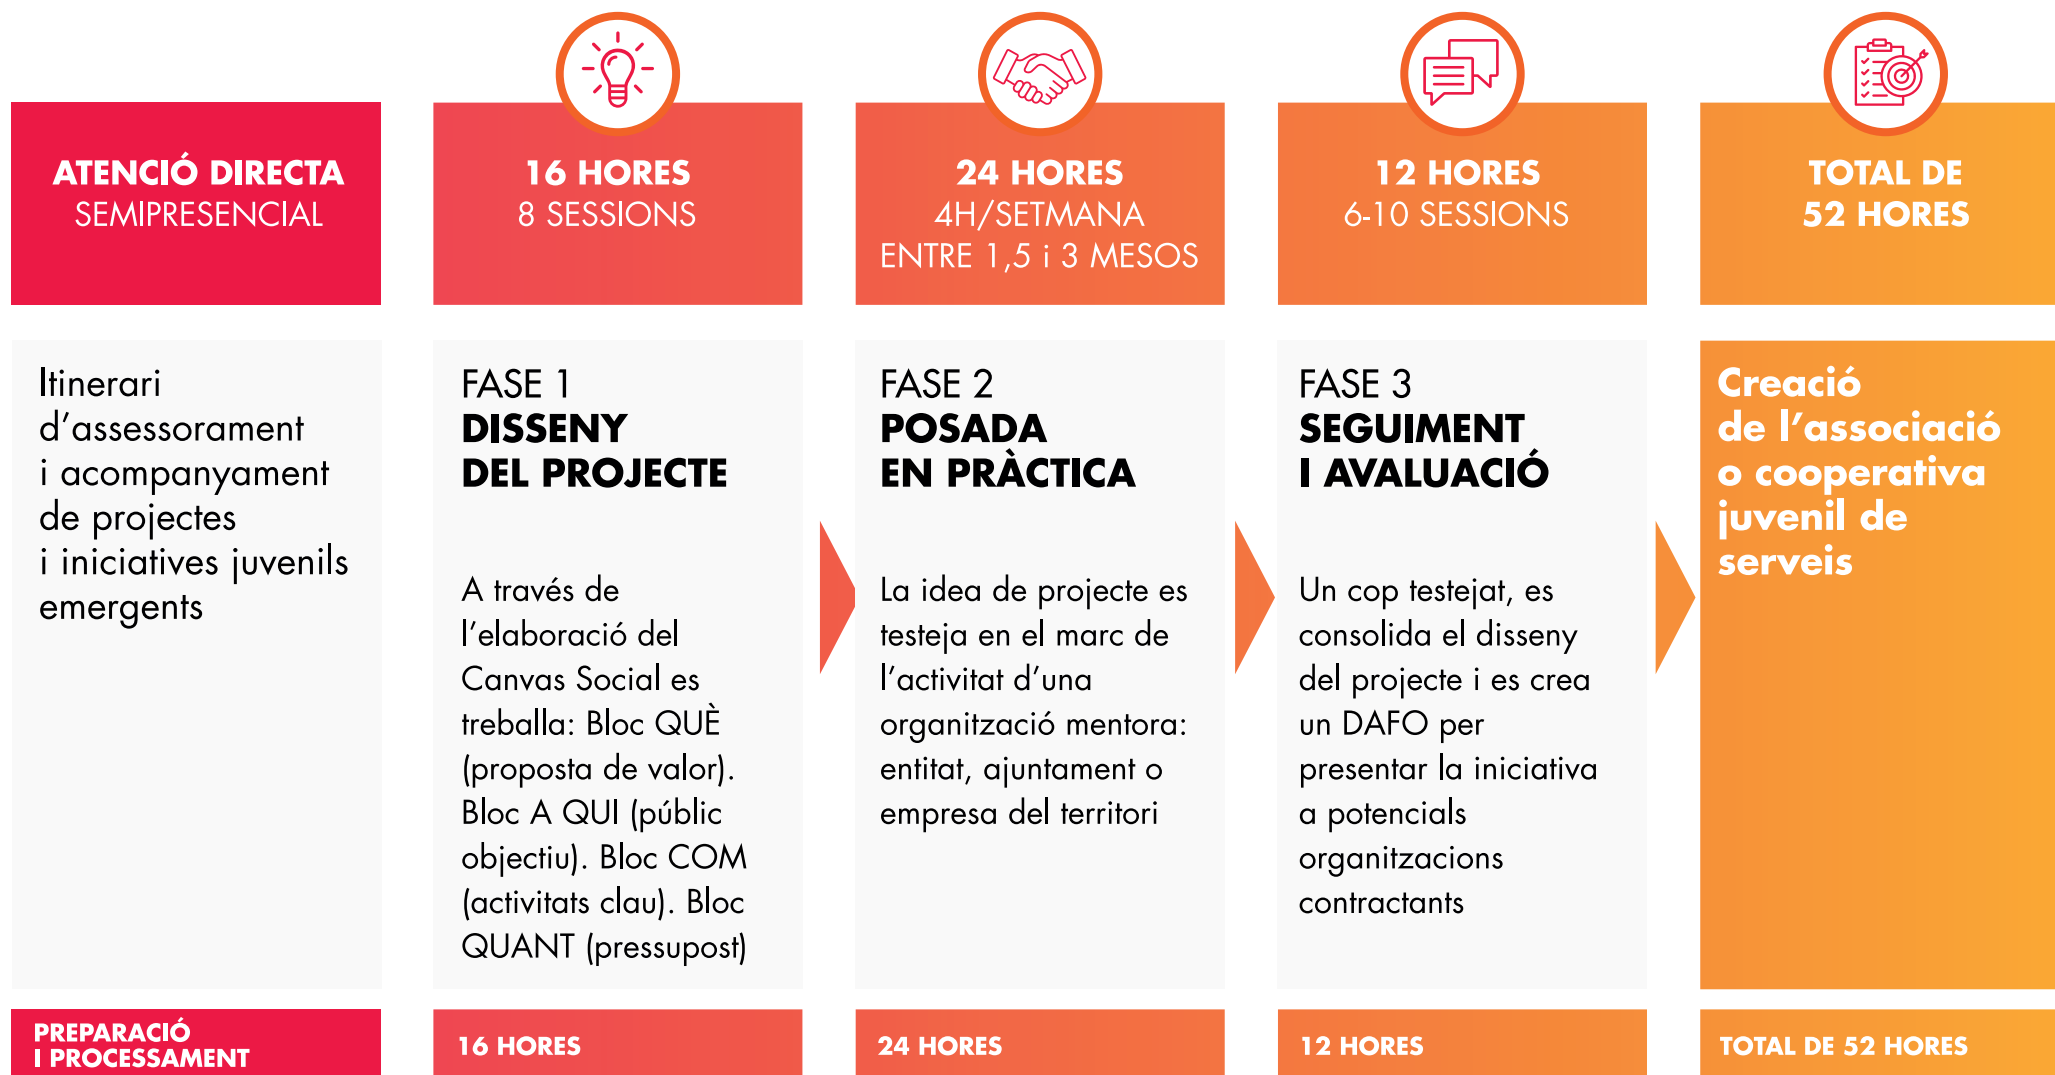 ATENCIÓ DIRECTA
SEMIPRESENCIAL
16 HORES
8 SESSIONS
24 HORES
4H/SETMANA
ENTRE 1,5 i 3 MESOS
12 HORES
6-10 SESSIONS
TOTAL DE
52 HORES
Itinerari
d’assessorament
i acompanyament
de projectes
i iniciatives juvenils
emergents
FASE 1
DISSENY
DEL PROJECTE
A través de
l’elaboració del
Canvas Social es
treballa: Bloc QUÈ
(proposta de valor).
Bloc A QUI (públic
objectiu). Bloc COM
(activitats clau). Bloc
QUANT (pressupost)
FASE 2
POSADA
EN PRÀCTICA
La idea de projecte es
testeja en el marc de
l’activitat d’una
organització mentora:
entitat, ajuntament o
empresa del territori
FASE 3
SEGUIMENT
I AVALUACIÓ
Un cop testejat, es
consolida el disseny
del projecte i es crea
un DAFO per
presentar la iniciativa
a potencials
organitzacions
contractants
Creació
de l’associació
o cooperativa
juvenil de
serveis
PREPARACIÓ
I PROCESSAMENT
16 HORES
24 HORES
12 HORES
TOTAL DE 52 HORES